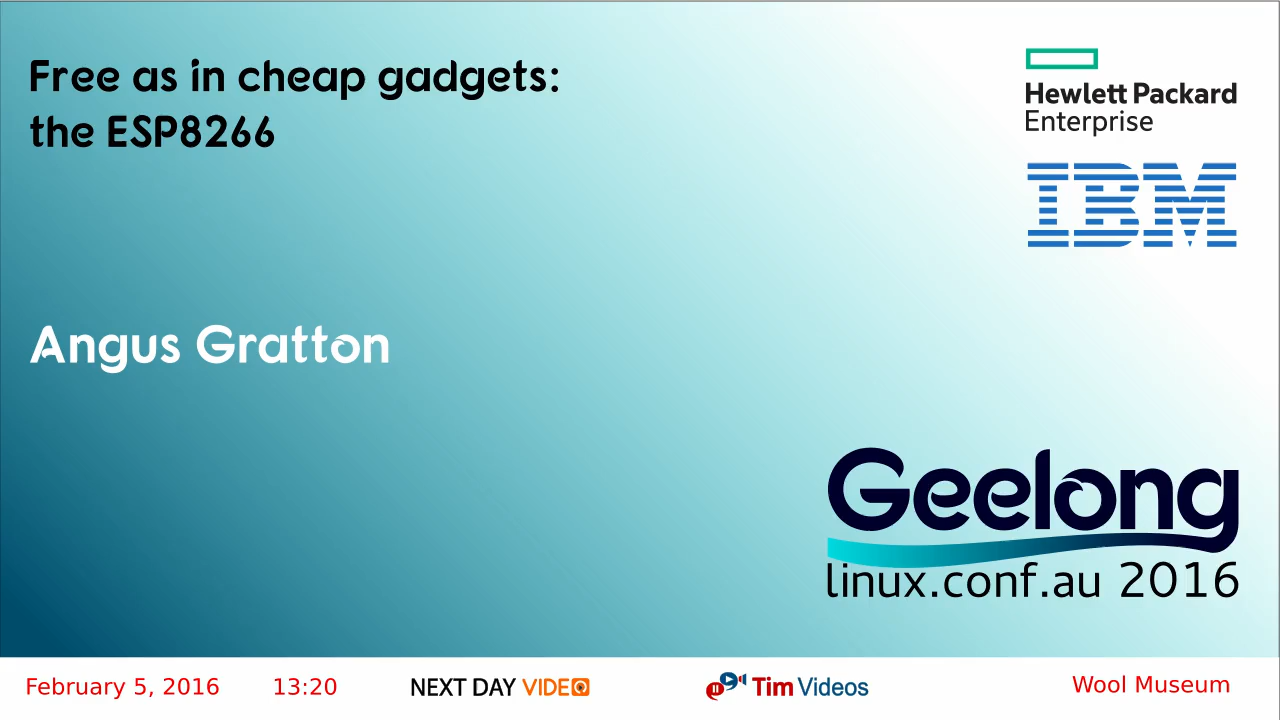 Free as in cheap gadgets:
the ESP8266
Hewlett Packard
Enterprise
IBM
Angus Gratton
Geelong
linux.conf.au 2016
February 5, 2016 13:20 NEXT DAY VIDEO Tim Videos Wool Museum